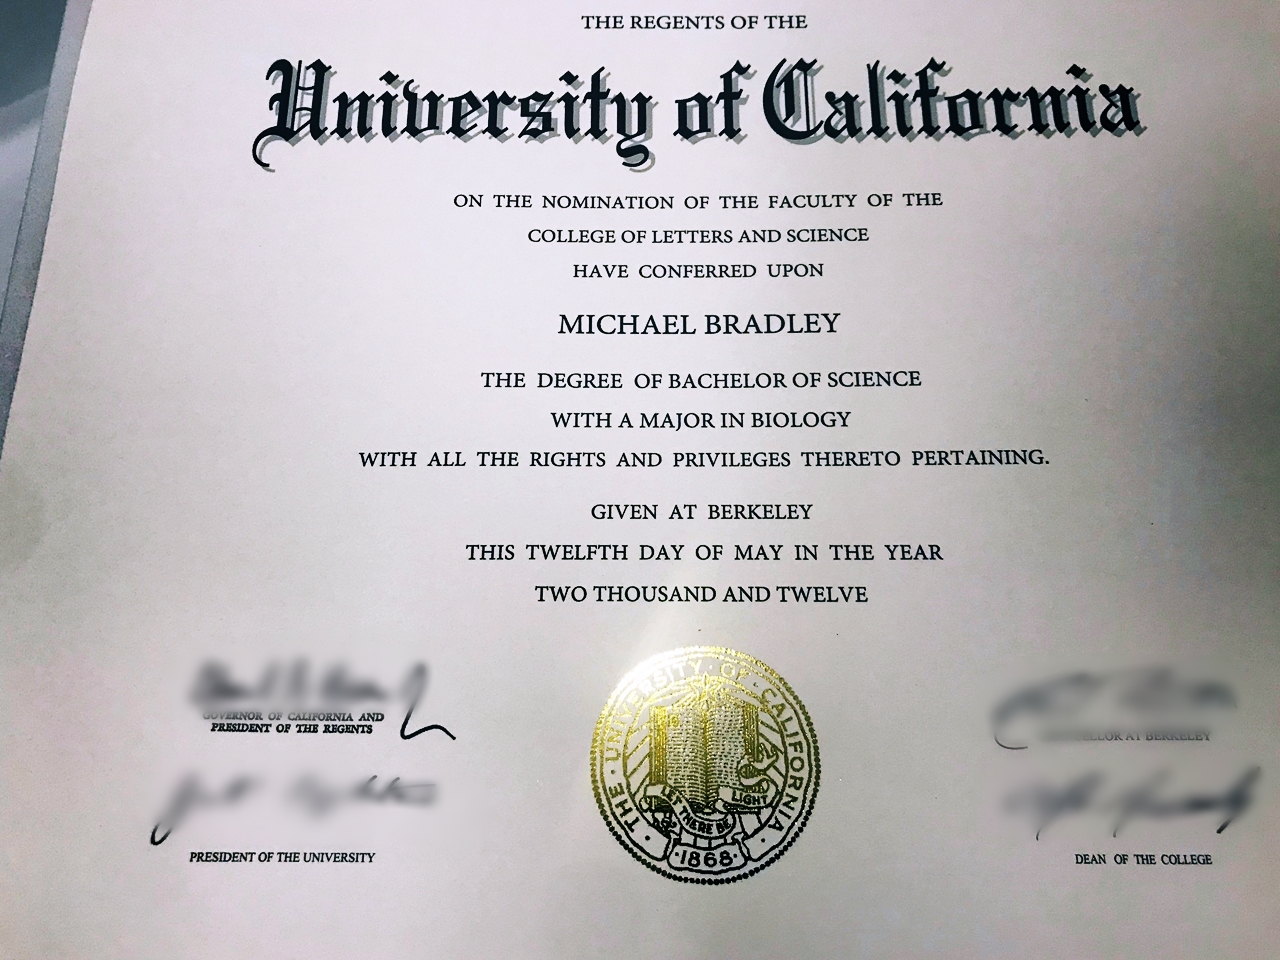 THE REGENTS OF THE
University of California
ON THE NOMINATION OF THE FACULTY OF THE
COLLEGE OF LETTERS AND SCIENCE
HAVE CONFERRED UPON
MICHAEL BRADLEY
THE DEGREE OF BACHELOR OF SCIENCE
WITH A MAJOR IN BIOLOGY
WITH ALL THE RIGHTS AND PRIVILEGES THERETO PERTAINING.
GIVEN AT BERKELEY
THIS TWELFTH DAY OF MAY IN THE YEAR
TWO THOUSAND AND TWELVE
GOVERNOR OF CALIFORNIA AND
PRESIDENT OF THE REGENTS
AT BERKELEY
PRESIDENT OF THE UNIVERSITY
DEAN OF THE COLLEGE
THE · UNIVERSITY · OF · CALIFORNIA ·
LET THERE BE LIGHT
· 1868 ·